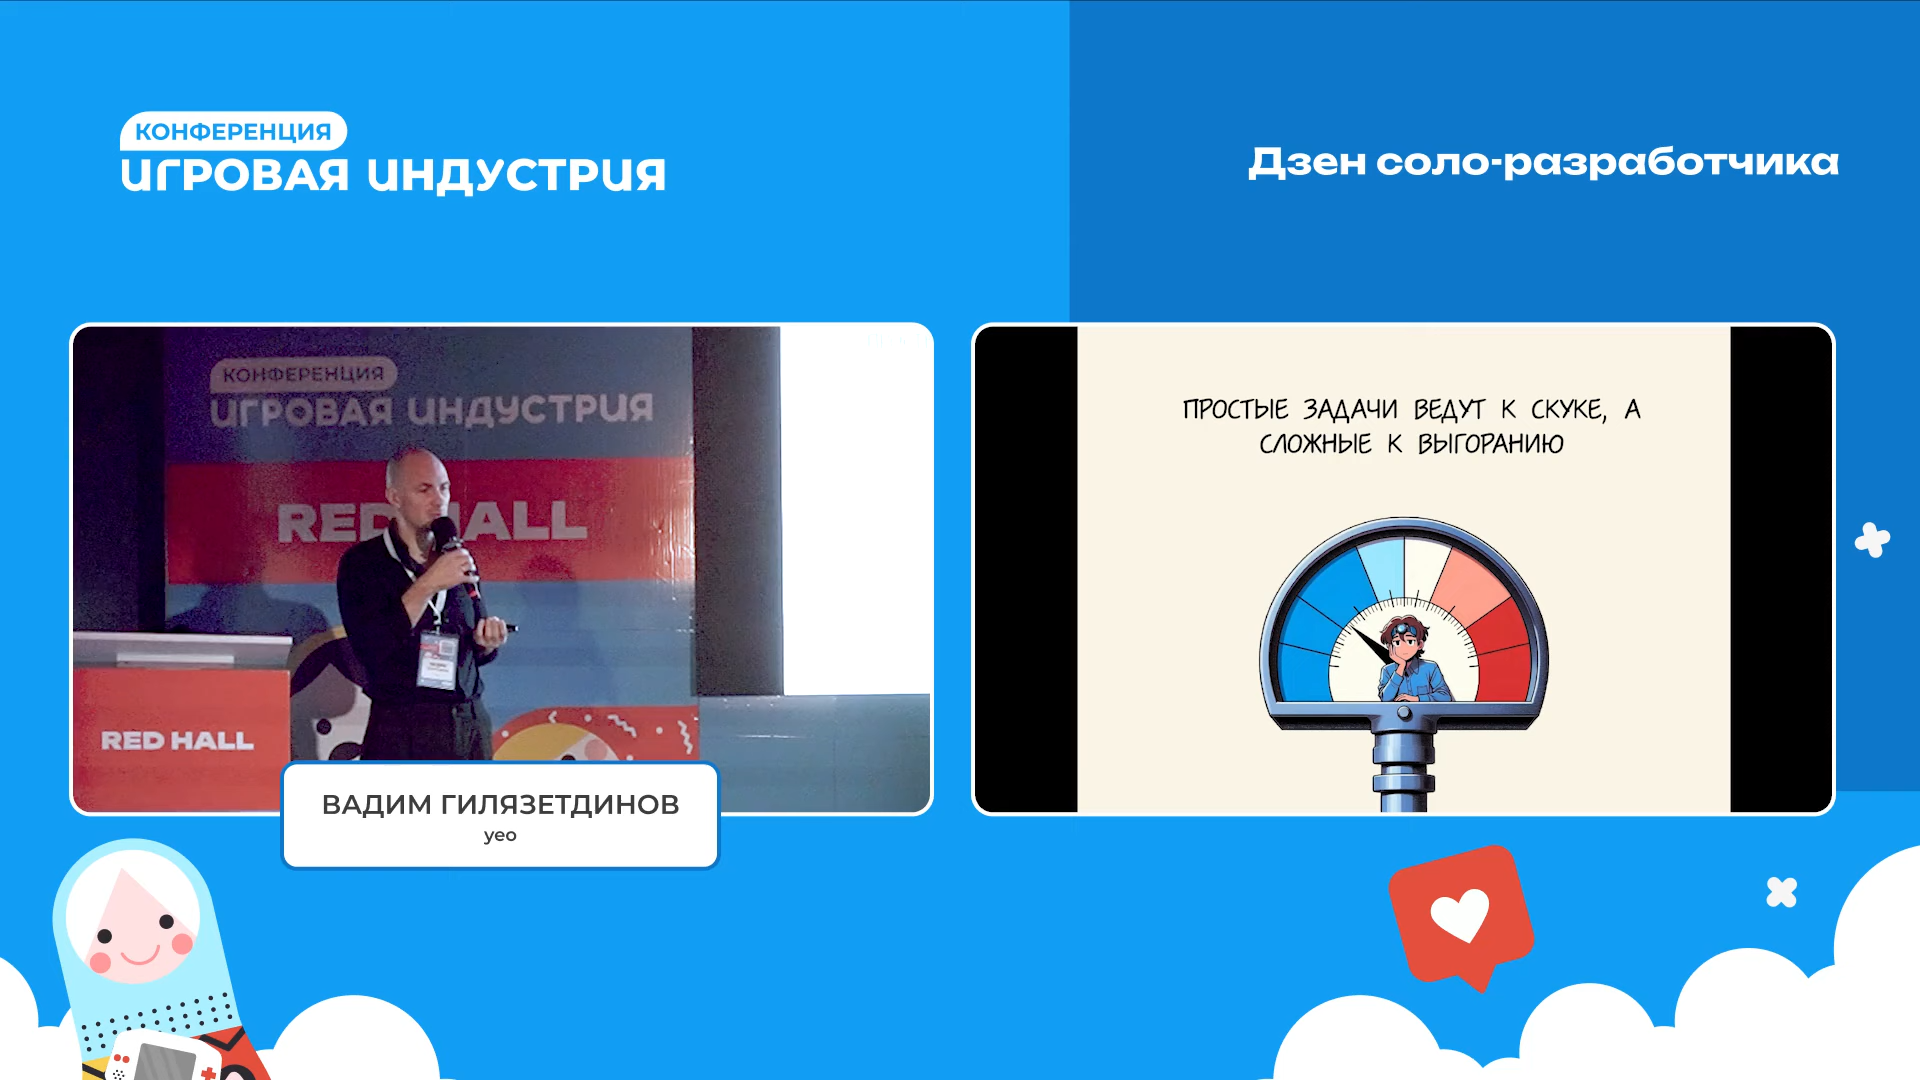 КОНФЕРЕНЦИЯ
ИГРОВАЯ ИНДУСТРИЯ
Дзен соло-разработчика
КОНФЕРЕНЦИЯ
ИГРОВАЯ ИНДУСТРИЯ
RED HALL
RED HALL
ВАДИМ ГИЛЯЗЕТДИНОВ
yeo
ПРОСТЫЕ ЗАДАЧИ ВЕДУТ К СКУКЕ, А
СЛОЖНЫЕ К ВЫГОРАНИЮ